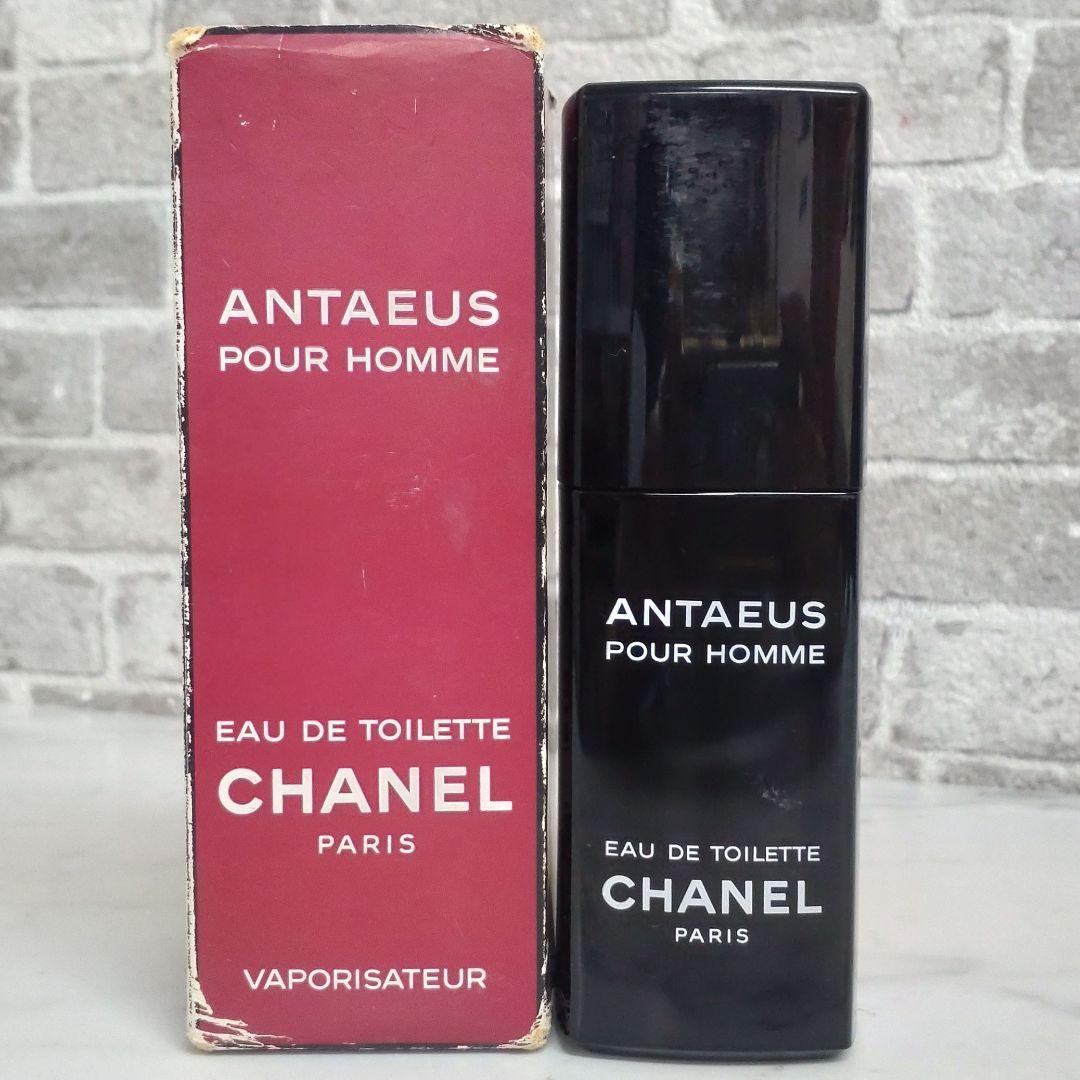 ANTAEUS
POUR HOMME
EAU DE TOILETTE
CHANEL
PARIS
VAPORISATEUR
ANTAEUS
POUR HOMME
EAU DE TOILETTE
CHANEL
PARIS